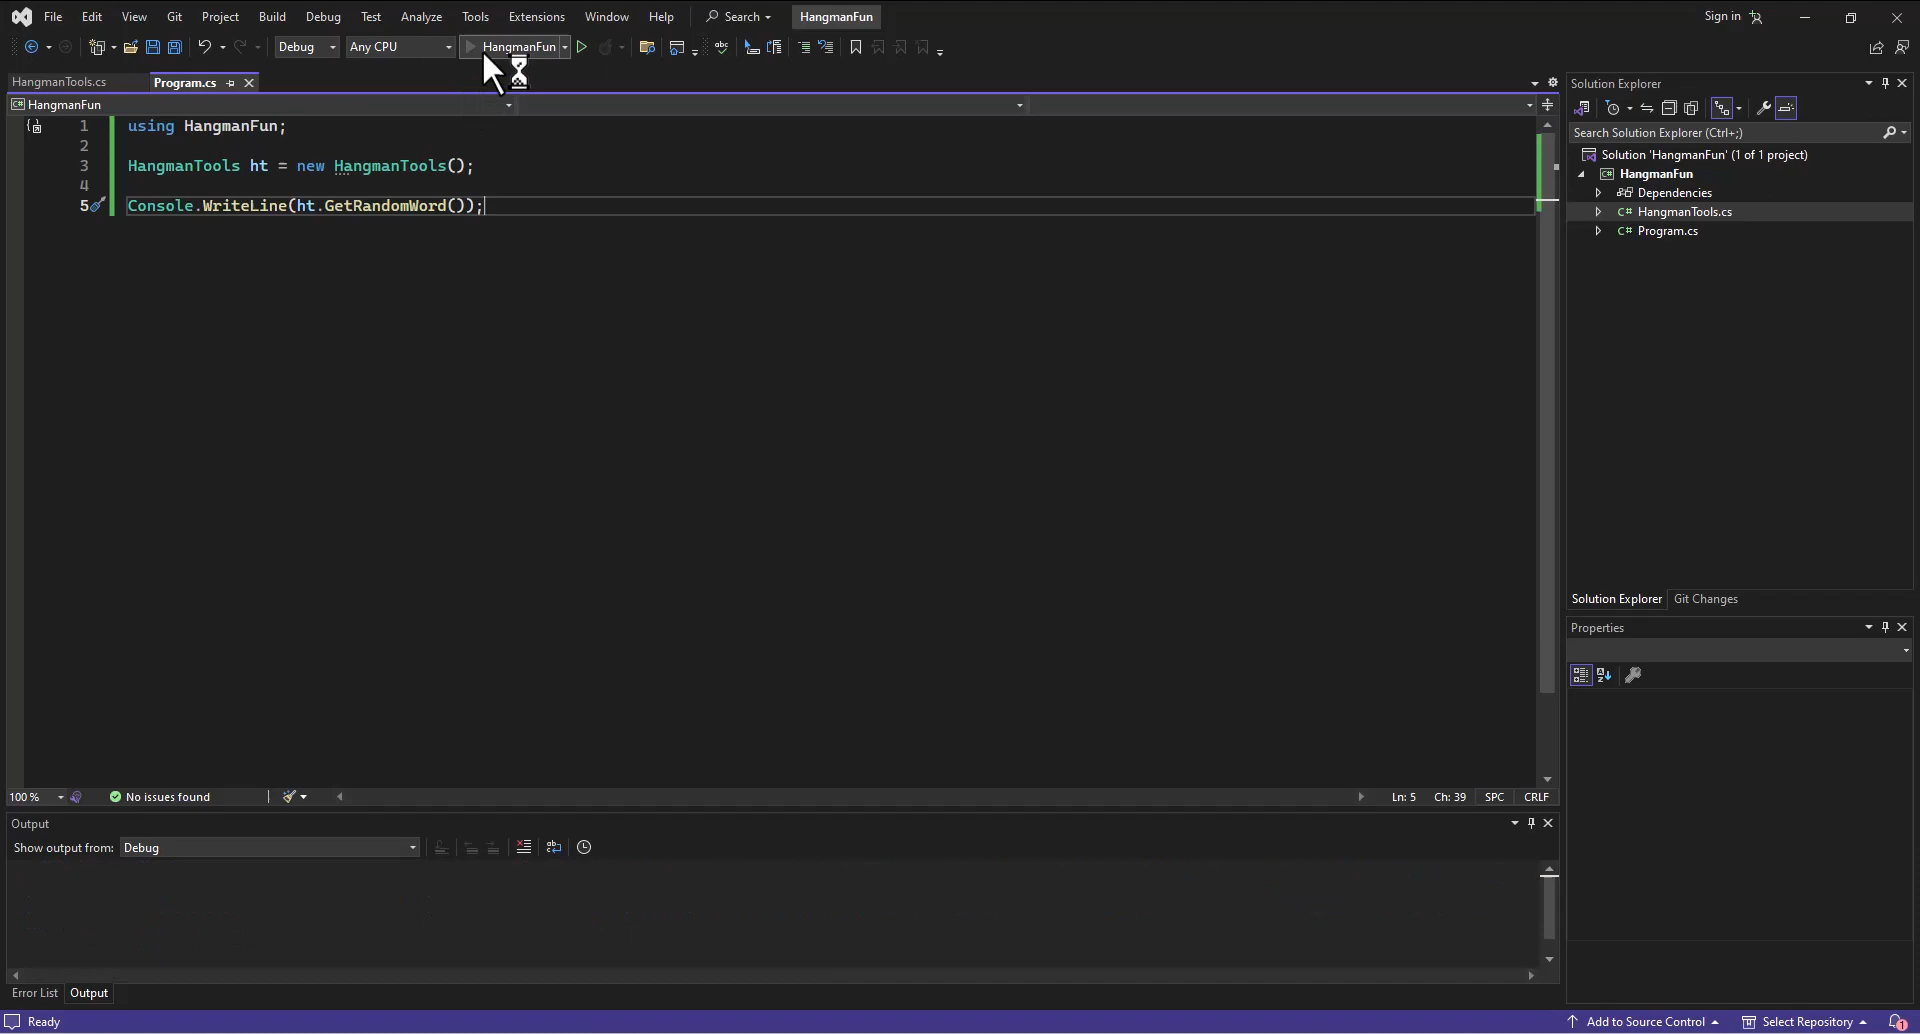 File Edit View Git Project Build Debug Test Analyze Tools Extensions Window Help Search HangmanFun Sign in
Debug Any CPU HangmanFun
HangmanTools.cs Program.cs
C# HangmanFun
1 using HangmanFun;
2
3 HangmanTools ht = new HangmanTools();
4
5 Console.WriteLine(ht.GetRandomWord());
100 % No issues found Ln: 5 Ch: 39 SPC CRLF
Output
Show output from: Debug
Error List Output
Ready Add to Source Control Select Repository 1
Solution Explorer
Search Solution Explorer (Ctrl+;)
Solution 'HangmanFun' (1 of 1 project)
C# HangmanFun
Dependencies
C# HangmanTools.cs
C# Program.cs
Solution Explorer Git Changes
Properties